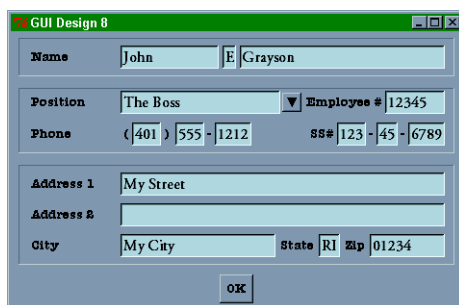 GUI Design 8
Name John E Grayson
Position The Boss Employee # 12345
Phone ( 401 ) 555 - 1212 SS# 123 - 45 - 6789
Address 1 My Street
Address 2
City My City State RI Zip 01234
OK